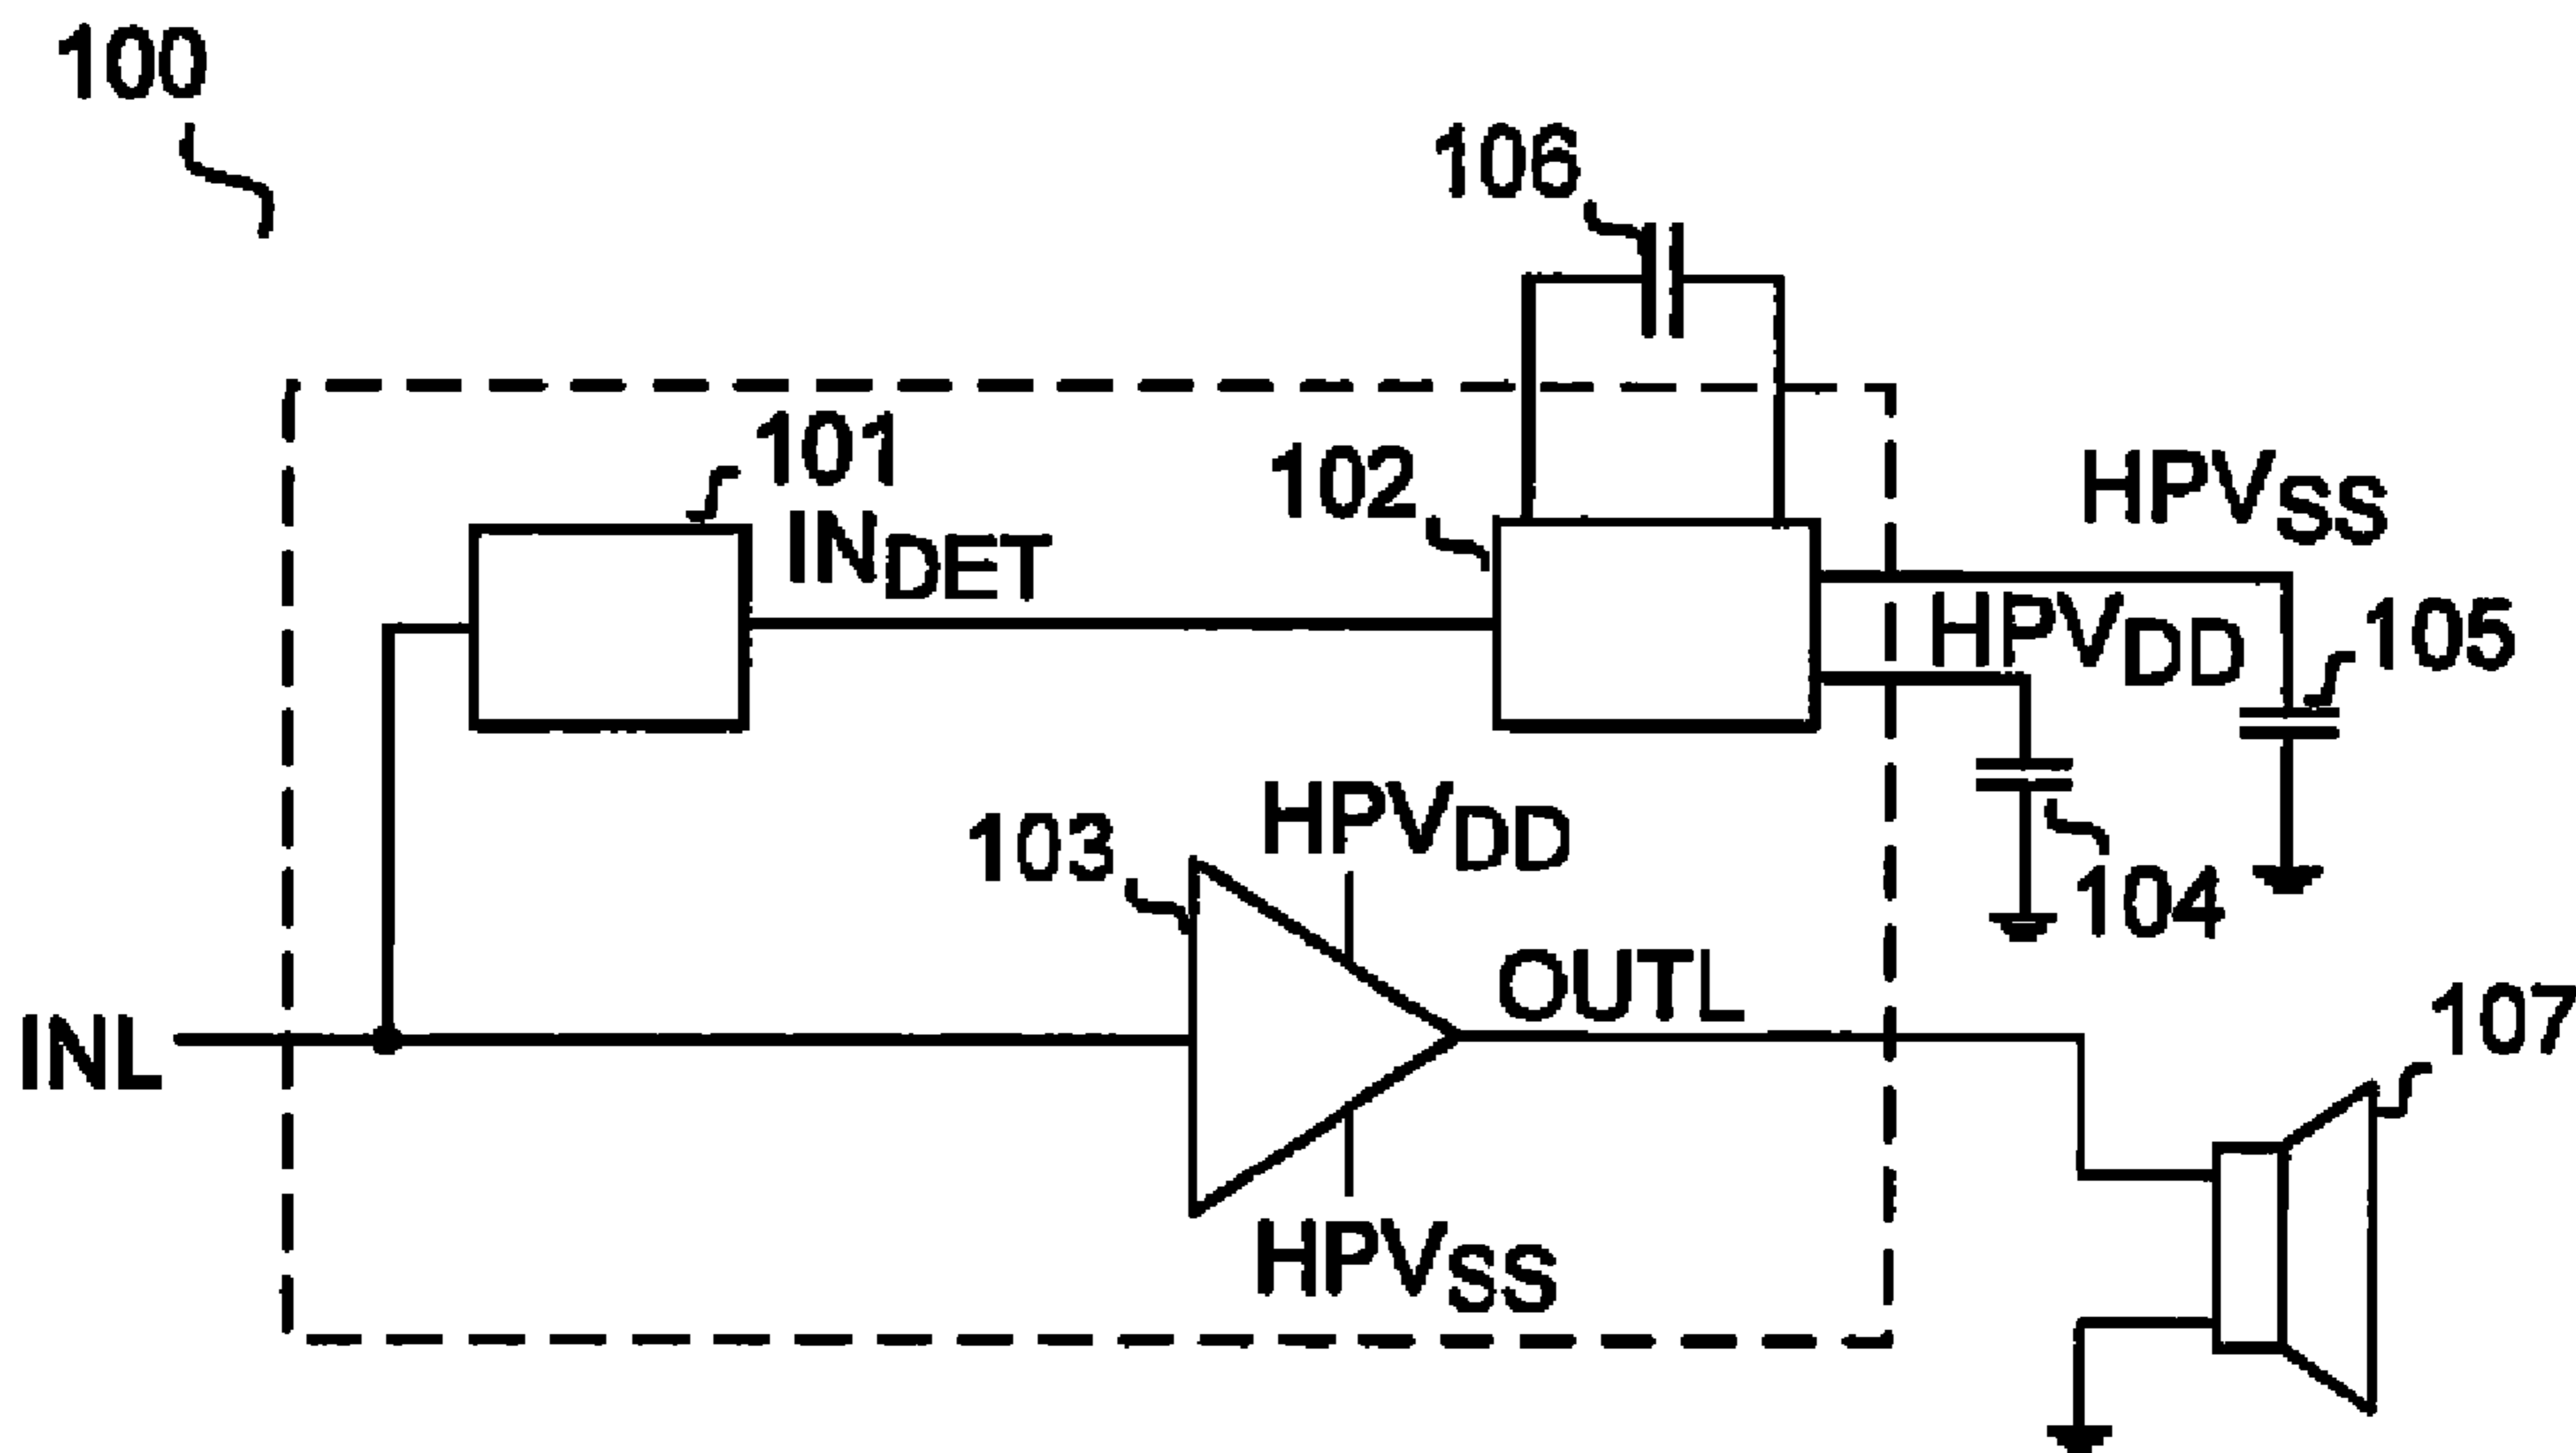 100
106
101
102
HPVSS
INDET
HPVDD
105
HPVDD
103
104
OUTL
INL
107
HPVSS